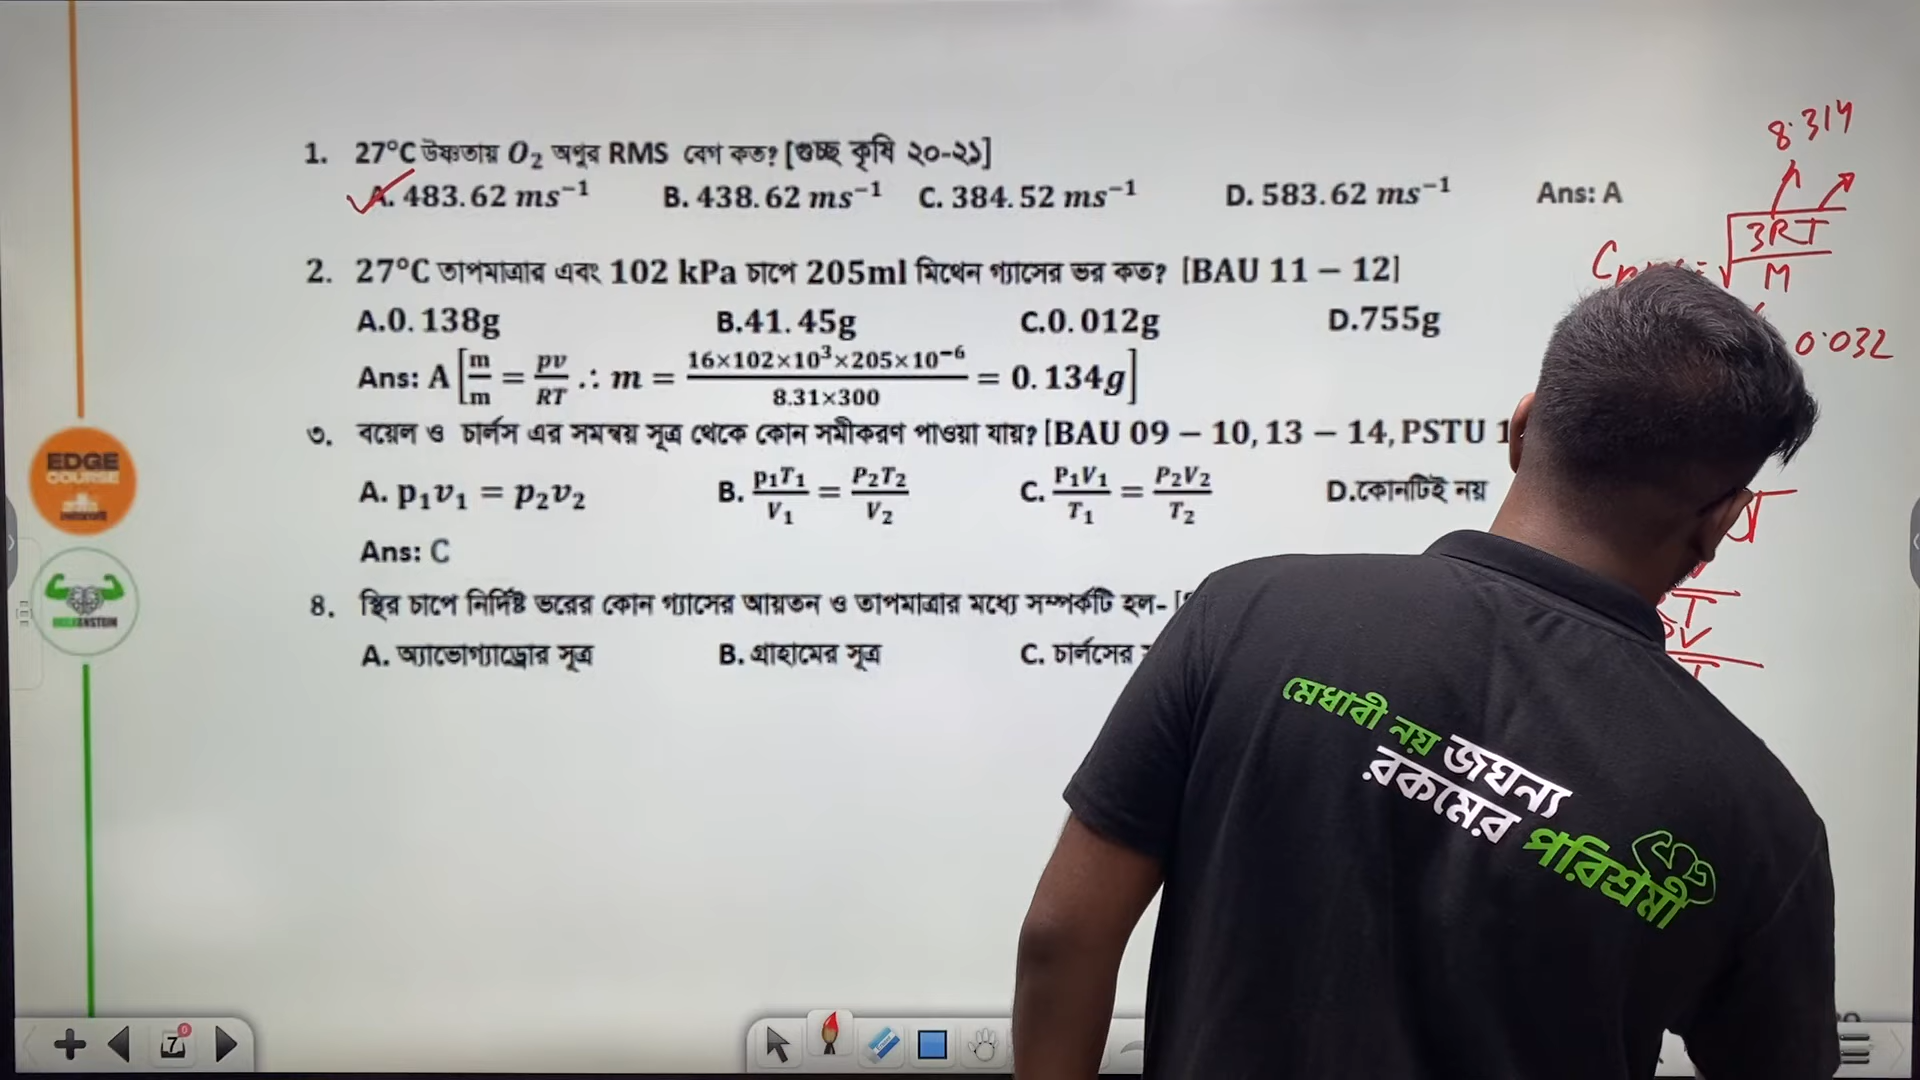 1. 27°C উষ্ণতায় O₂ অণুর RMS বেগ কত? [গুচ্ছ কৃষি ২০-২১]
A. 483.62 ms⁻¹ B. 438.62 ms⁻¹ C. 384.52 ms⁻¹ D. 583.62 ms⁻¹ Ans: A
2. 27°C তাপমাত্রার এবং 102 kPa চাপে 205ml মিথেন গ্যাসের ভর কত? [BAU 11 – 12]
A.0.138g B.41.45g C.0.012g D.755g
Ans: A [m/m = pv/RT ∴ m = 16×102×10³×205×10⁻⁶/8.31×300 = 0.134g]
৩. বয়েল ও চার্লস এর সমন্বয় সূত্র থেকে কোন সমীকরণ পাওয়া যায়? [BAU 09 – 10, 13 – 14, PSTU 1
A. p₁v₁ = p₂v₂ B. p₁T₁/V₁ = P₂T₂/V₂ C. P₁V₁/T₁ = P₂V₂/T₂ D.কোনটিই নয়
Ans: C
8. স্থির চাপে নির্দিষ্ট ভরের কোন গ্যাসের আয়তন ও তাপমাত্রার মধ্যে সম্পর্কটি হল- [
A. অ্যাভোগ্যাড্রোর সূত্র B. গ্রাহামের সূত্র C. চার্লসের
8.314
√3RT/M
0.032
EDGE
COURSE
মেধাবী নয় জঘন্য
রকমের পরিশ্রমী
7